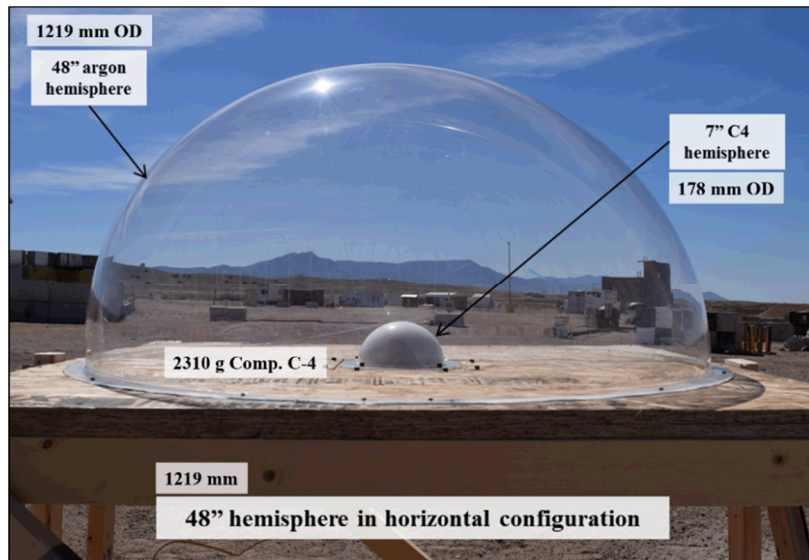 1219 mm OD
48” argon
hemisphere
7” C4
hemisphere
178 mm OD
2310 g Comp. C-4
1219 mm
48” hemisphere in horizontal configuration